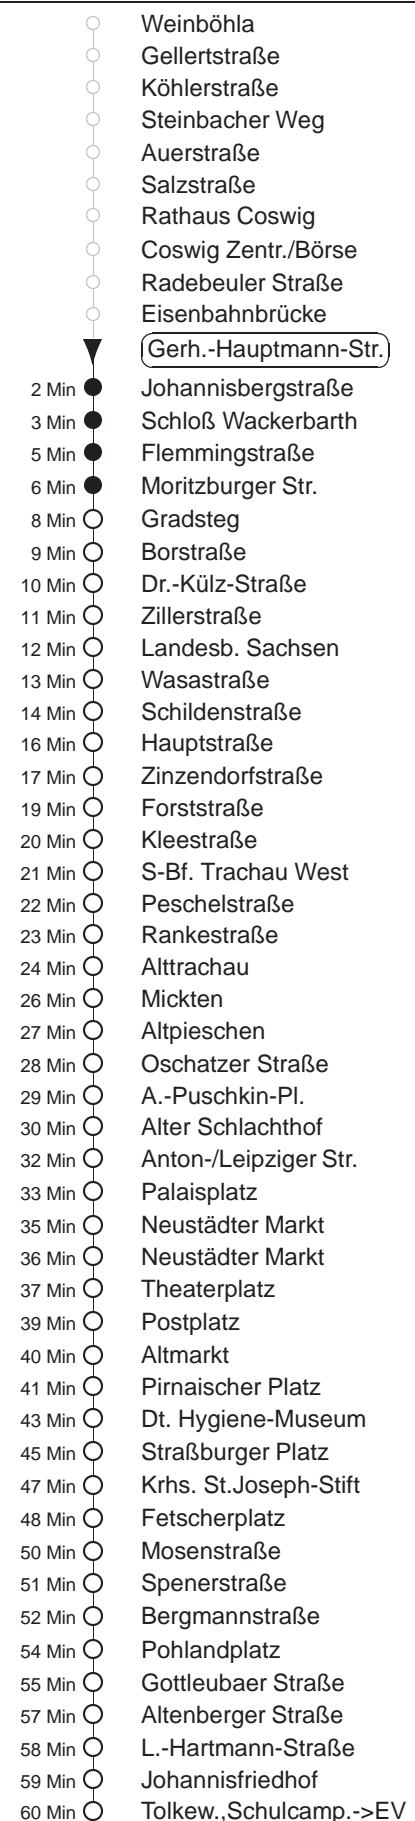 Weinböhla
Gellertstraße
Köhlerstraße
Steinbacher Weg
Auerstraße
Salzstraße
Rathaus Coswig
Coswig Zentr./Börse
Radebeuler Straße
Eisenbahnbrücke
Gerh.-Hauptmann-Str.
2 Min Johannisbergstraße
3 Min Schloß Wackerbarth
5 Min Flemmingstraße
6 Min Moritzburger Str.
8 Min Gradsteg
9 Min Borstraße
10 Min Dr.-Külz-Straße
11 Min Zillerstraße
12 Min Landesb. Sachsen
13 Min Wasastraße
14 Min Schildenstraße
16 Min Hauptstraße
17 Min Zinzendorfstraße
19 Min Forststraße
20 Min Kleestraße
21 Min S-Bf. Trachau West
22 Min Peschelstraße
23 Min Rankestraße
24 Min Alttrachau
26 Min Mickten
27 Min Altpieschen
28 Min Oschatzer Straße
29 Min A.-Puschkin-Pl.
30 Min Alter Schlachthof
32 Min Anton-/Leipziger Str.
33 Min Palaisplatz
35 Min Neustädter Markt
36 Min Neustädter Markt
37 Min Theaterplatz
39 Min Postplatz
40 Min Altmarkt
41 Min Pirnaischer Platz
43 Min Dt. Hygiene-Museum
45 Min Straßburger Platz
47 Min Krhs. St.Joseph-Stift
48 Min Fetscherplatz
50 Min Mosenstraße
51 Min Spenerstraße
52 Min Bergmannstraße
54 Min Pohlandplatz
55 Min Gottleubaer Straße
57 Min Altenberger Straße
58 Min L.-Hartmann-Straße
59 Min Johannisfriedhof
60 Min Tolkew.,Schulcamp.->EV